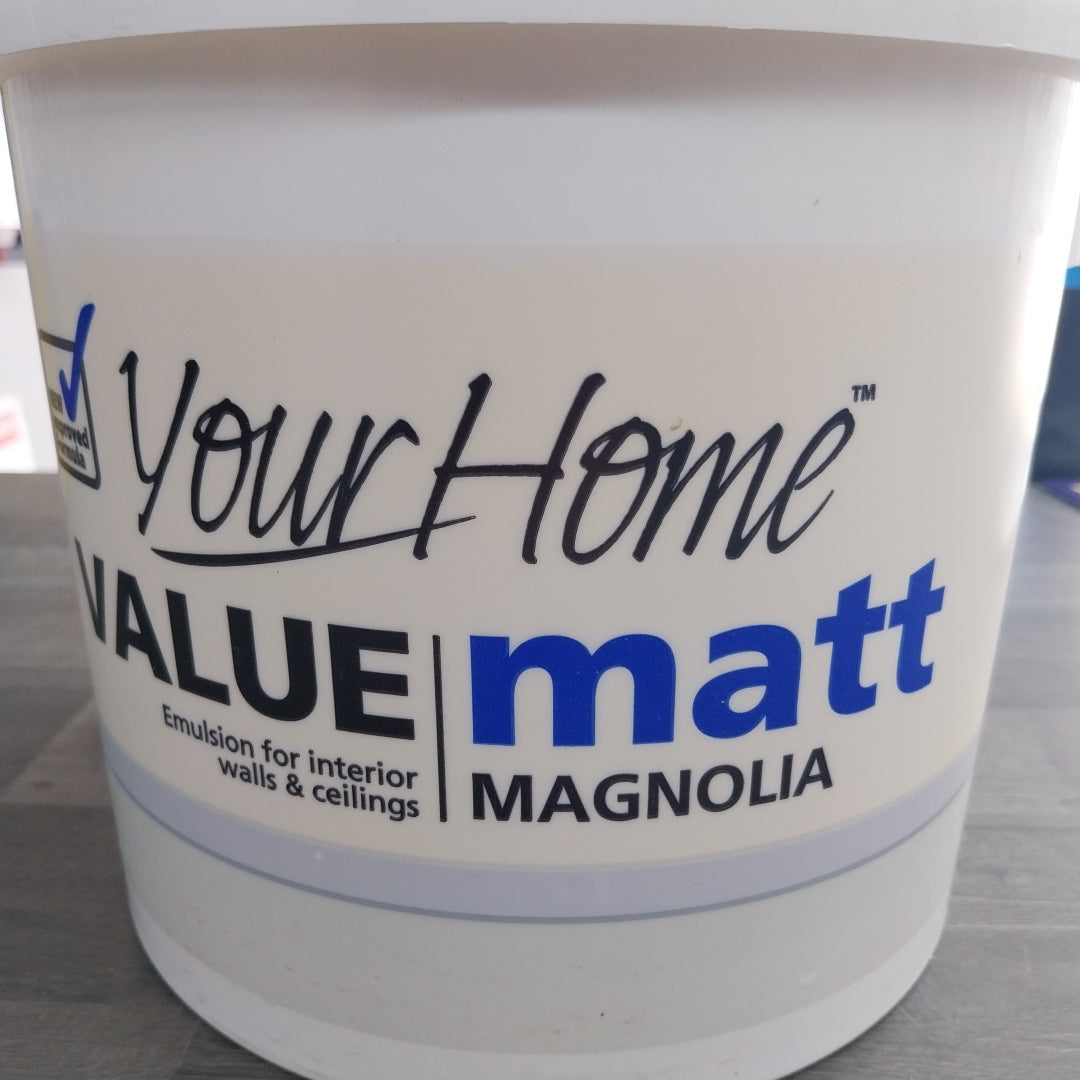 Your Home™
VALUE matt
Emulsion for interior
walls & ceilings
MAGNOLIA